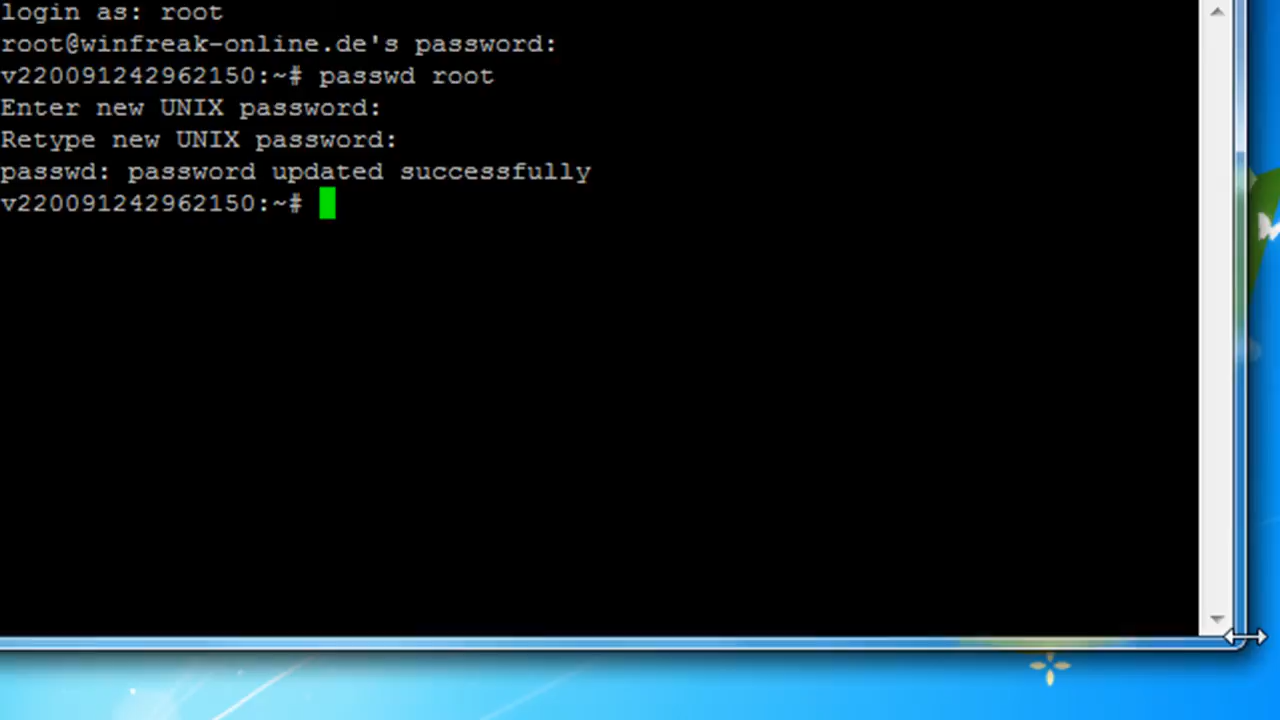 login as: root
root@winfreak-online.de's password:
v220091242962150:~# passwd root
Enter new UNIX password:
Retype new UNIX password:
passwd: password updated successfully
v220091242962150:~#